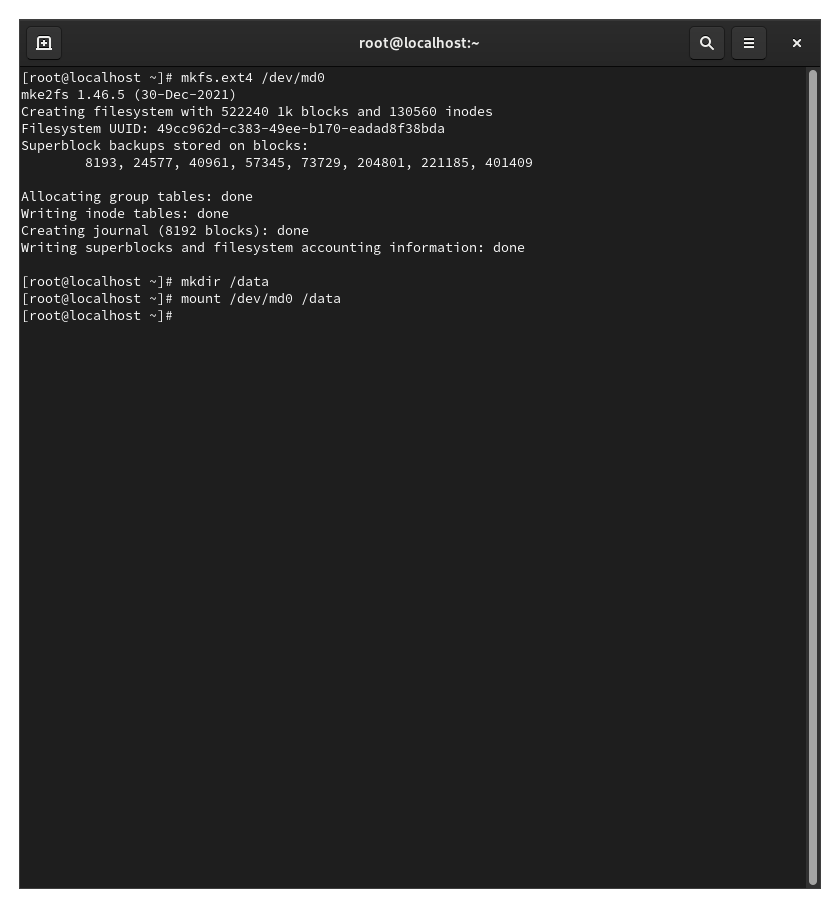 root@localhost:~
[root@localhost ~]# mkfs.ext4 /dev/md0
mke2fs 1.46.5 (30-Dec-2021)
Creating filesystem with 522240 1k blocks and 130560 inodes
Filesystem UUID: 49cc962d-c383-49ee-b170-eadad8f38bda
Superblock backups stored on blocks:
        8193, 24577, 40961, 57345, 73729, 204801, 221185, 401409
Allocating group tables: done
Writing inode tables: done
Creating journal (8192 blocks): done
Writing superblocks and filesystem accounting information: done
[root@localhost ~]# mkdir /data
[root@localhost ~]# mount /dev/md0 /data
[root@localhost ~]#